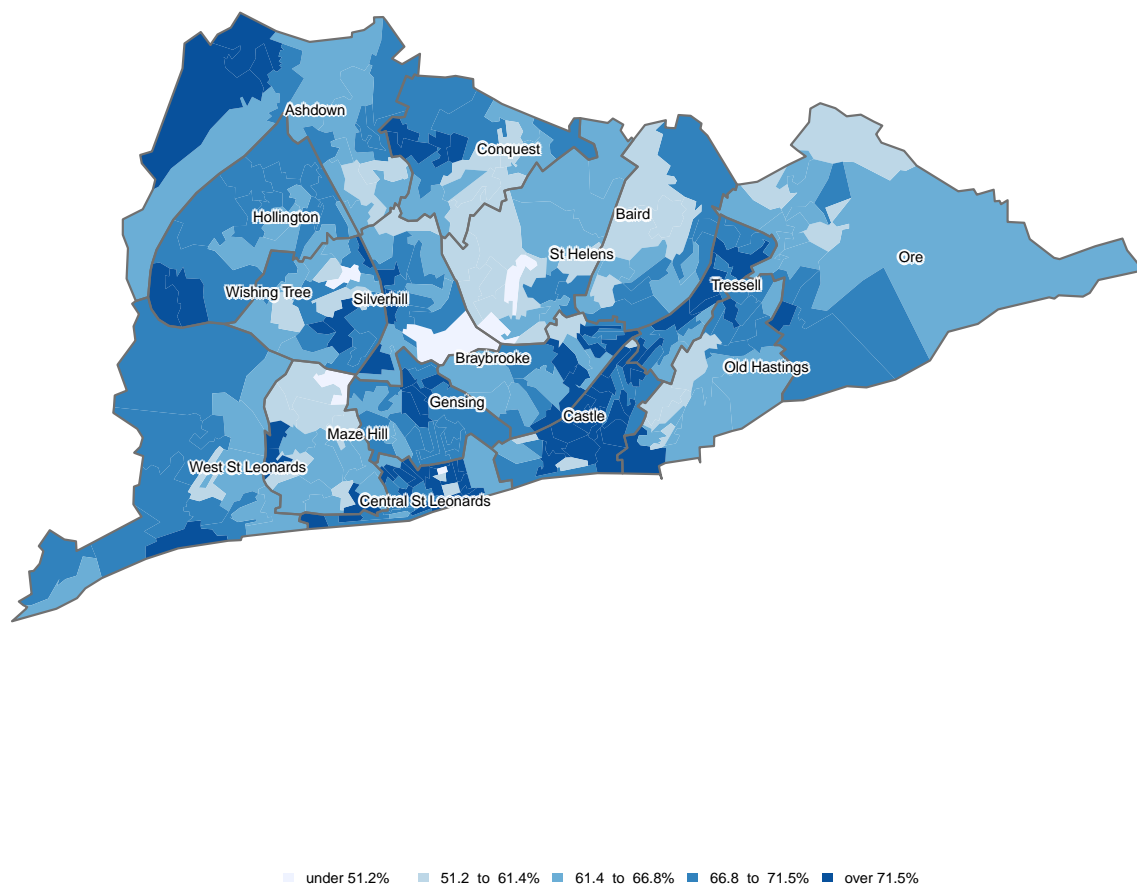 Ashdown
Conquest
Hollington
Baird
St Helens
Ore
Wishing Tree
Silverhill
Tressell
Braybrooke
Old Hastings
Gensing
Castle
Maze Hill
West St Leonards
Central St Leonards
under 51.2% 51.2 to 61.4% 61.4 to 66.8% 66.8 to 71.5% over 71.5%